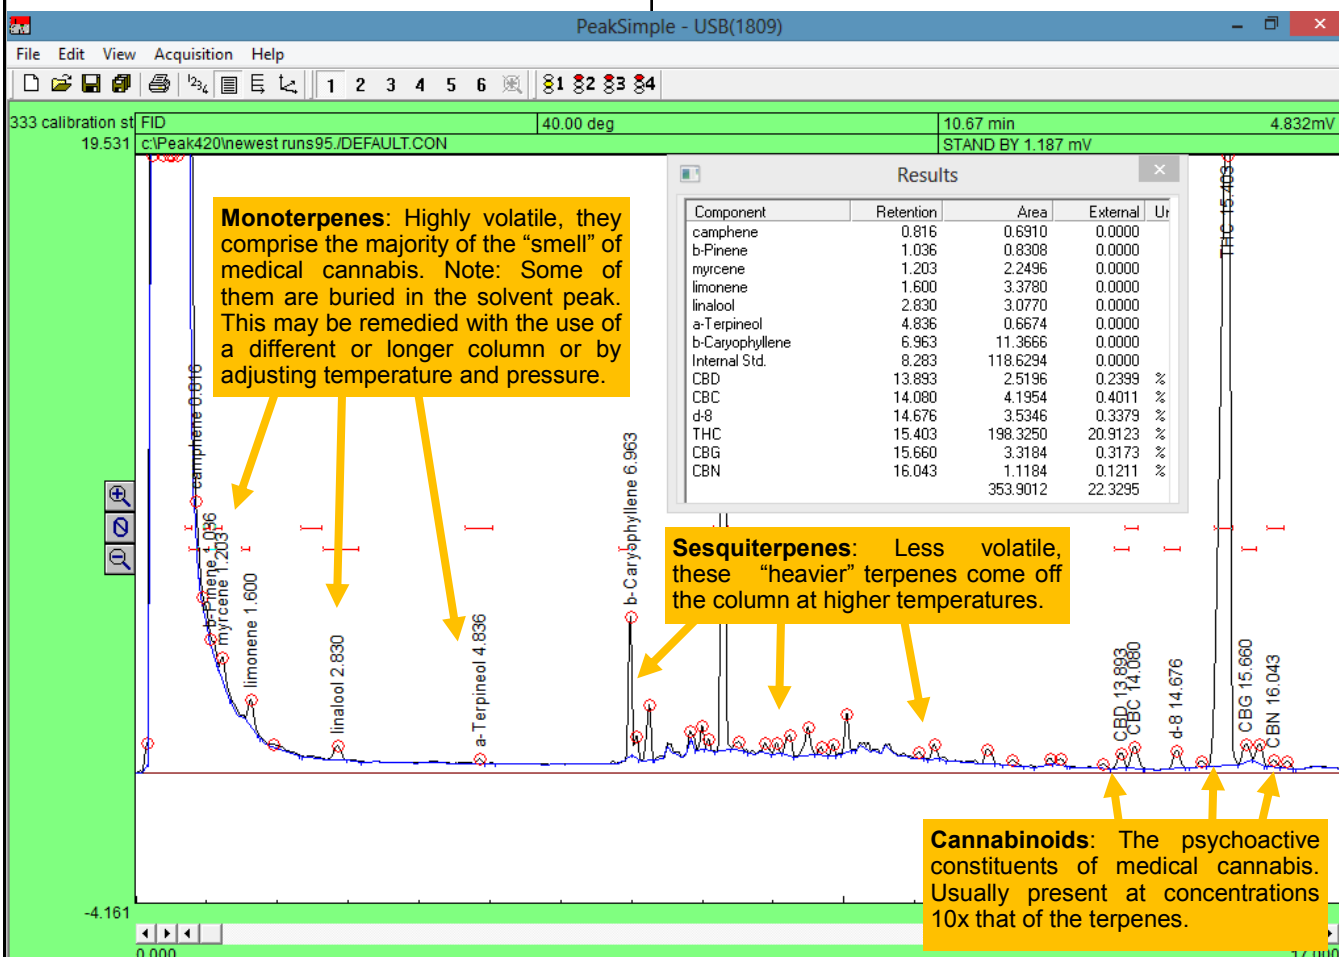 PeakSimple - USB(1809)
File Edit View Acquisition Help
1 2 3 4 5 6 1 2 3 4
333 calibration st FID 40.00 deg 10.67 min 4.832mV
19.531 c:\Peak420\newest runs95./DEFAULT.CON STAND BY 1.187 mV
Results
Component Retention Area External Ur
camphene 0.816 0.6910 0.0000
b-Pinene 1.036 0.8308 0.0000
myrcene 1.203 2.2496 0.0000
limonene 1.600 3.3780 0.0000
linalool 2.830 3.0770 0.0000
a-Terpineol 4.836 0.6674 0.0000
b-Caryophyllene 6.963 11.3666 0.0000
Internal Std. 8.283 118.6294 0.0000
CBD 13.893 2.5196 0.2399 %
CBC 14.080 4.1954 0.4011 %
d-8 14.676 3.5346 0.3379 %
THC 15.403 198.3250 20.9123 %
CBG 15.660 3.3184 0.3173 %
CBN 16.043 1.1184 0.1211 %
353.9012 22.3295
Monoterpenes: Highly volatile, they
comprise the majority of the “smell” of
medical cannabis. Note: Some of
them are buried in the solvent peak.
This may be remedied with the use of
a different or longer column or by
adjusting temperature and pressure.
camphene 0.816
b-Pinene 1.036
myrcene 1.203
limonene 1.600
linalool 2.830
a- Terpineol 4.836
b-Caryophyllene 6.963
Sesquiterpenes: Less volatile,
these “heavier” terpenes come off
the column at higher temperatures.
CBD 13.893
CBC 14.080
d-8 14.676
THC 15.403
CBG 15.660
CBN 16.043
Cannabinoids: The psychoactive
constituents of medical cannabis.
Usually present at concentrations
10x that of the terpenes.
-4.161
0.000 17.000